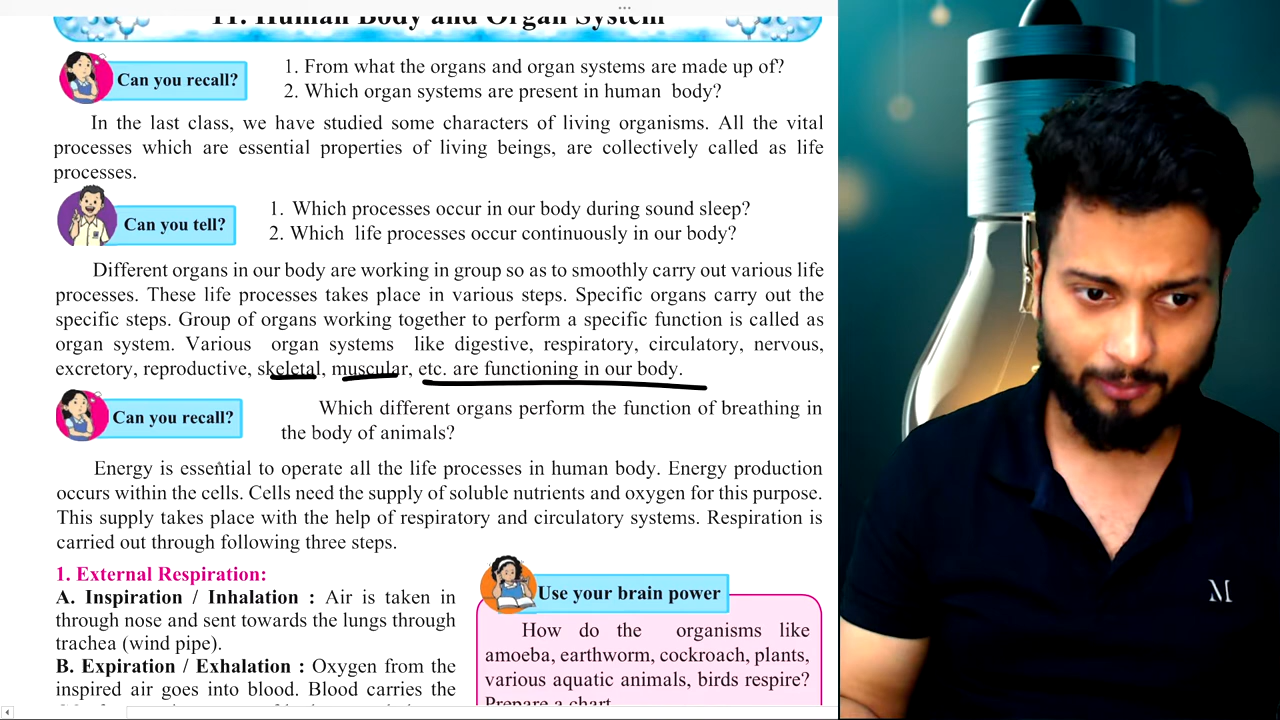 11. Human Body and Organ System
Can you recall?
1. From what the organs and organ systems are made up of?
2. Which organ systems are present in human body?
In the last class, we have studied some characters of living organisms. All the vital
processes which are essential properties of living beings, are collectively called as life
processes.
Can you tell?
1. Which processes occur in our body during sound sleep?
2. Which life processes occur continuously in our body?
Different organs in our body are working in group so as to smoothly carry out various life
processes. These life processes takes place in various steps. Specific organs carry out the
specific steps. Group of organs working together to perform a specific function is called as
organ system. Various organ systems like digestive, respiratory, circulatory, nervous,
excretory, reproductive, skeletal, muscular, etc. are functioning in our body.
Can you recall?
Which different organs perform the function of breathing in
the body of animals?
Energy is essential to operate all the life processes in human body. Energy production
occurs within the cells. Cells need the supply of soluble nutrients and oxygen for this purpose.
This supply takes place with the help of respiratory and circulatory systems. Respiration is
carried out through following three steps.
1. External Respiration:
A. Inspiration / Inhalation : Air is taken in
through nose and sent towards the lungs through
trachea (wind pipe).
B. Expiration / Exhalation : Oxygen from the
inspired air goes into blood. Blood carries the
Use your brain power
How do the organisms like
amoeba, earthworm, cockroach, plants,
various aquatic animals, birds respire?
Prepare a chart
M